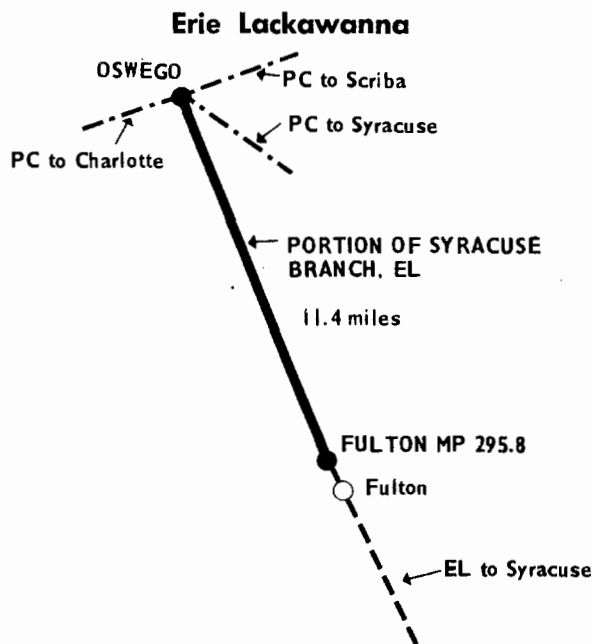 Erie Lackawanna
OSWEGO
PC to Scriba
PC to Syracuse
PC to Charlotte
PORTION OF SYRACUSE
BRANCH, EL
11.4 miles
FULTON MP 295.8
Fulton
EL to Syracuse